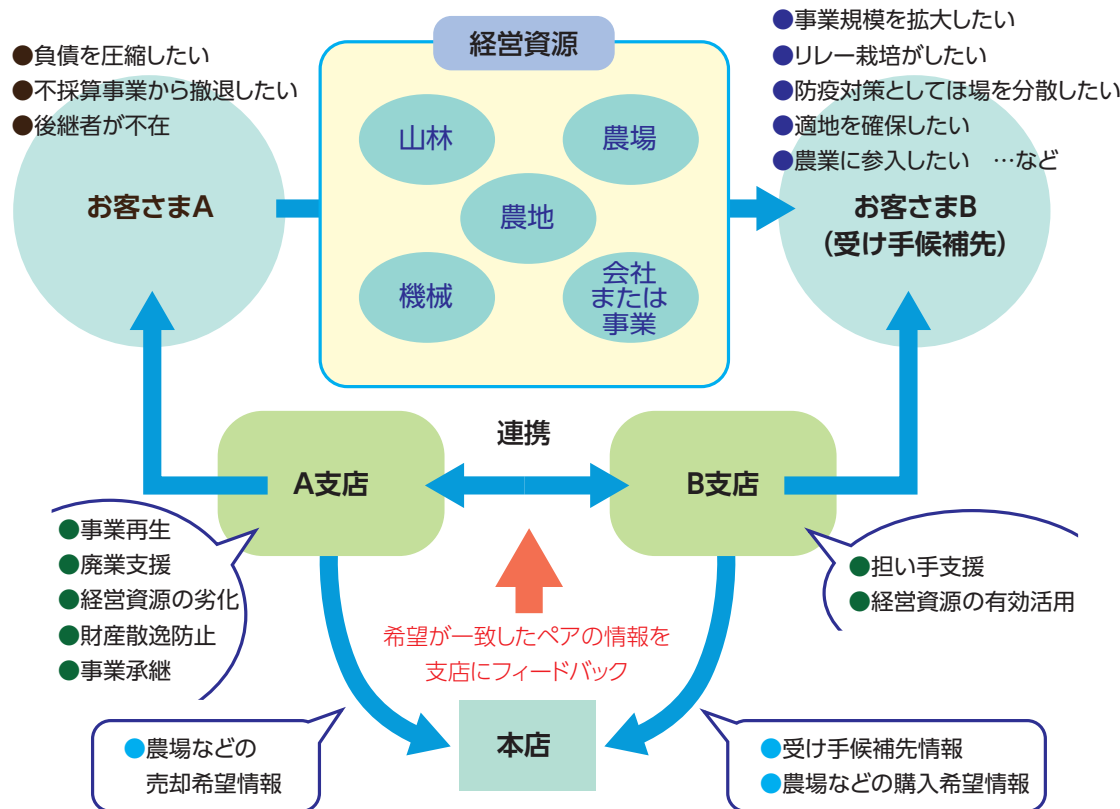 ●負債を圧縮したい
●不採算事業から撤退したい
●後継者が不在
お客さまA
経営資源
山林
農場
農地
機械
会社
または
事業
●事業規模を拡大したい
●リレー栽培がしたい
●防疫対策としてほ場を分散したい
●適地を確保したい
●農業に参入したい　…など
お客さまB
（受け手候補先）
連携
A支店
B支店
●事業再生
●廃業支援
●経営資源の劣化
●財産散逸防止
●事業承継
●担い手支援
●経営資源の有効活用
希望が一致したペアの情報を
支店にフィードバック
本店
●農場などの
売却希望情報
●受け手候補先情報
●農場などの購入希望情報